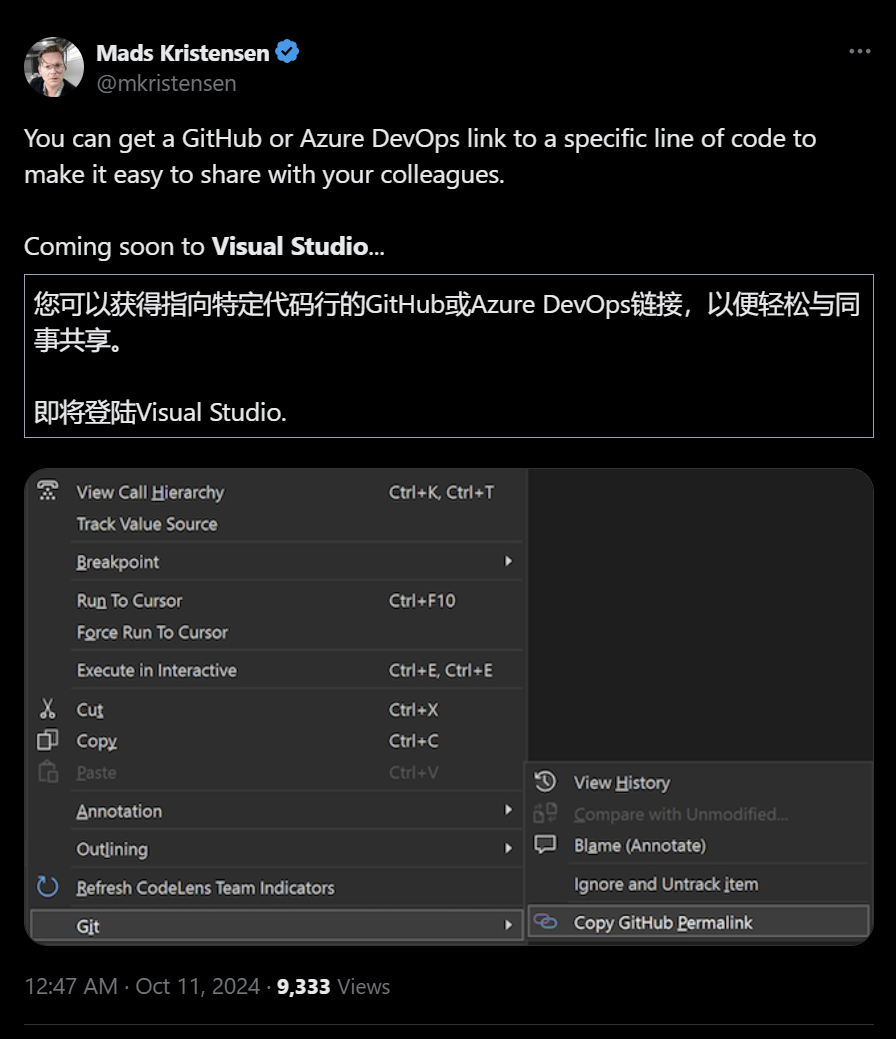 Mads Kristensen
@mkristensen
You can get a GitHub or Azure DevOps link to a specific line of code to
make it easy to share with your colleagues.
Coming soon to Visual Studio...
您可以获得指向特定代码行的GitHub或Azure DevOps链接，以便轻松与同
事共享。
即将登陆Visual Studio.
View Call Hierarchy Ctrl+K, Ctrl+T
Track Value Source
Breakpoint
Run To Cursor Ctrl+F10
Force Run To Cursor
Execute in Interactive Ctrl+E, Ctrl+E
Cut Ctrl+X
Copy Ctrl+C
Paste Ctrl+V
Annotation
Outlining
Refresh CodeLens Team Indicators
Git
View History
Compare with Unmodified...
Blame (Annotate)
Ignore and Untrack item
Copy GitHub Permalink
12:47 AM · Oct 11, 2024 · 9,333 Views